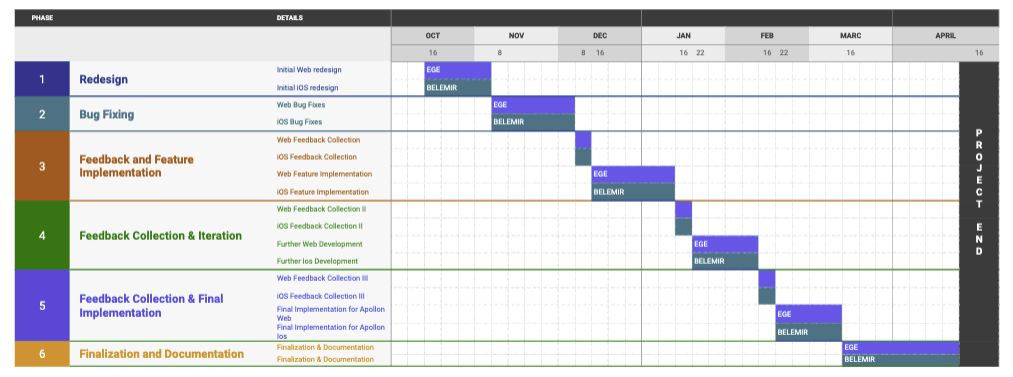 PHASE DETAILS
OCT NOV DEC JAN FEB MARC APRIL
16 8 8 16 16 22 16 22 16 16
1 Redesign
Initial Web redesign EGE
Initial iOS redesign BELEMIR
2 Bug Fixing
Web Bug Fixes EGE
iOS Bug Fixes BELEMIR
3 Feedback and Feature
Implementation
Web Feedback Collection
iOS Feedback Collection
Web Feature Implementation EGE
iOS Feature Implementation BELEMIR
4 Feedback Collection & Iteration
Web Feedback Collection II
iOS Feedback Collection II
Further Web Development EGE
Further Ios Development BELEMIR
5 Feedback Collection & Final
Implementation
Web Feedback Collection III
iOS Feedback Collection III
Final Implementation for Apollon
Web
EGE
Final Implementation for Apollon
Ios
BELEMIR
6 Finalization and Documentation
Finalization & Documentation EGE
Finalization & Documentation BELEMIR
PROJECT END